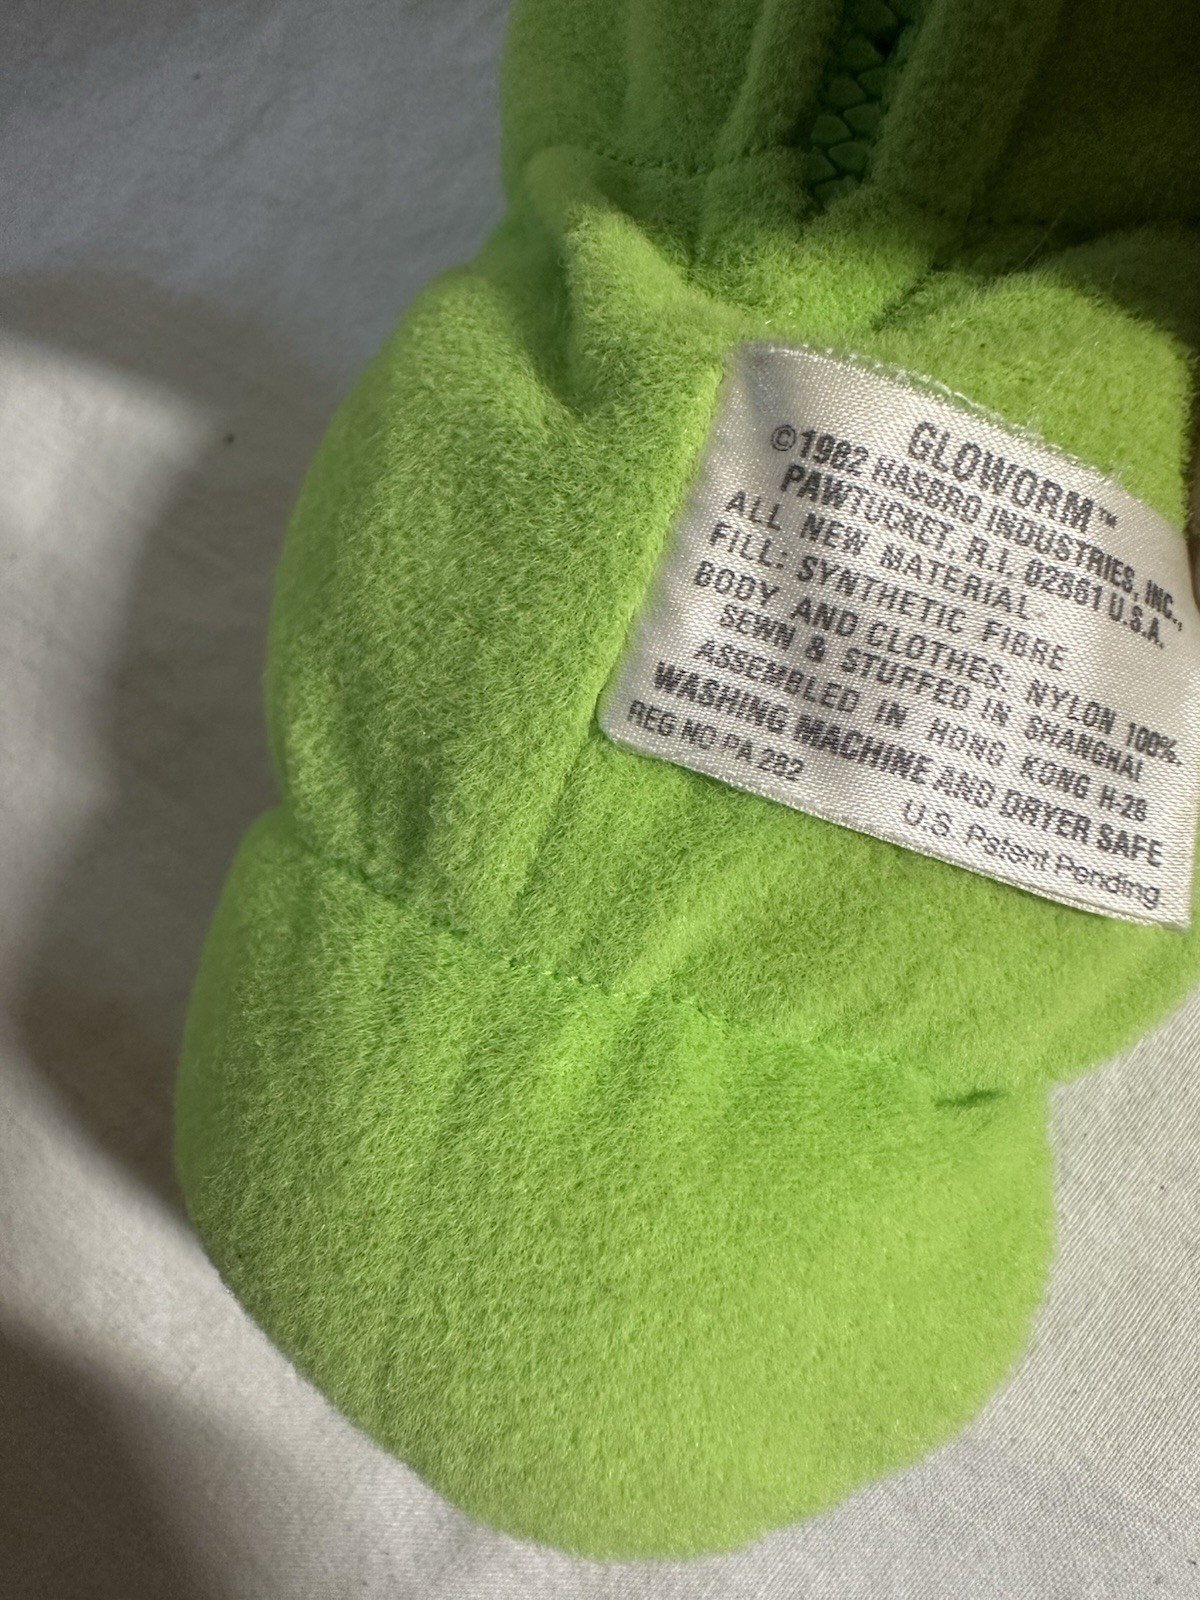 GLOWORM™
©1982 HASBRO INDUSTRIES, INC.,
PAWTUCKET, R.I. 02861 U.S.A.
ALL NEW MATERIAL
FILL: SYNTHETIC FIBRE
BODY AND CLOTHES: NYLON 100%
SEWN & STUFFED IN SHANGHAI
ASSEMBLED IN HONG KONG H-28
WASHING MACHINE AND DRYER SAFE
REG NO PA 292
U.S. Patent Pending